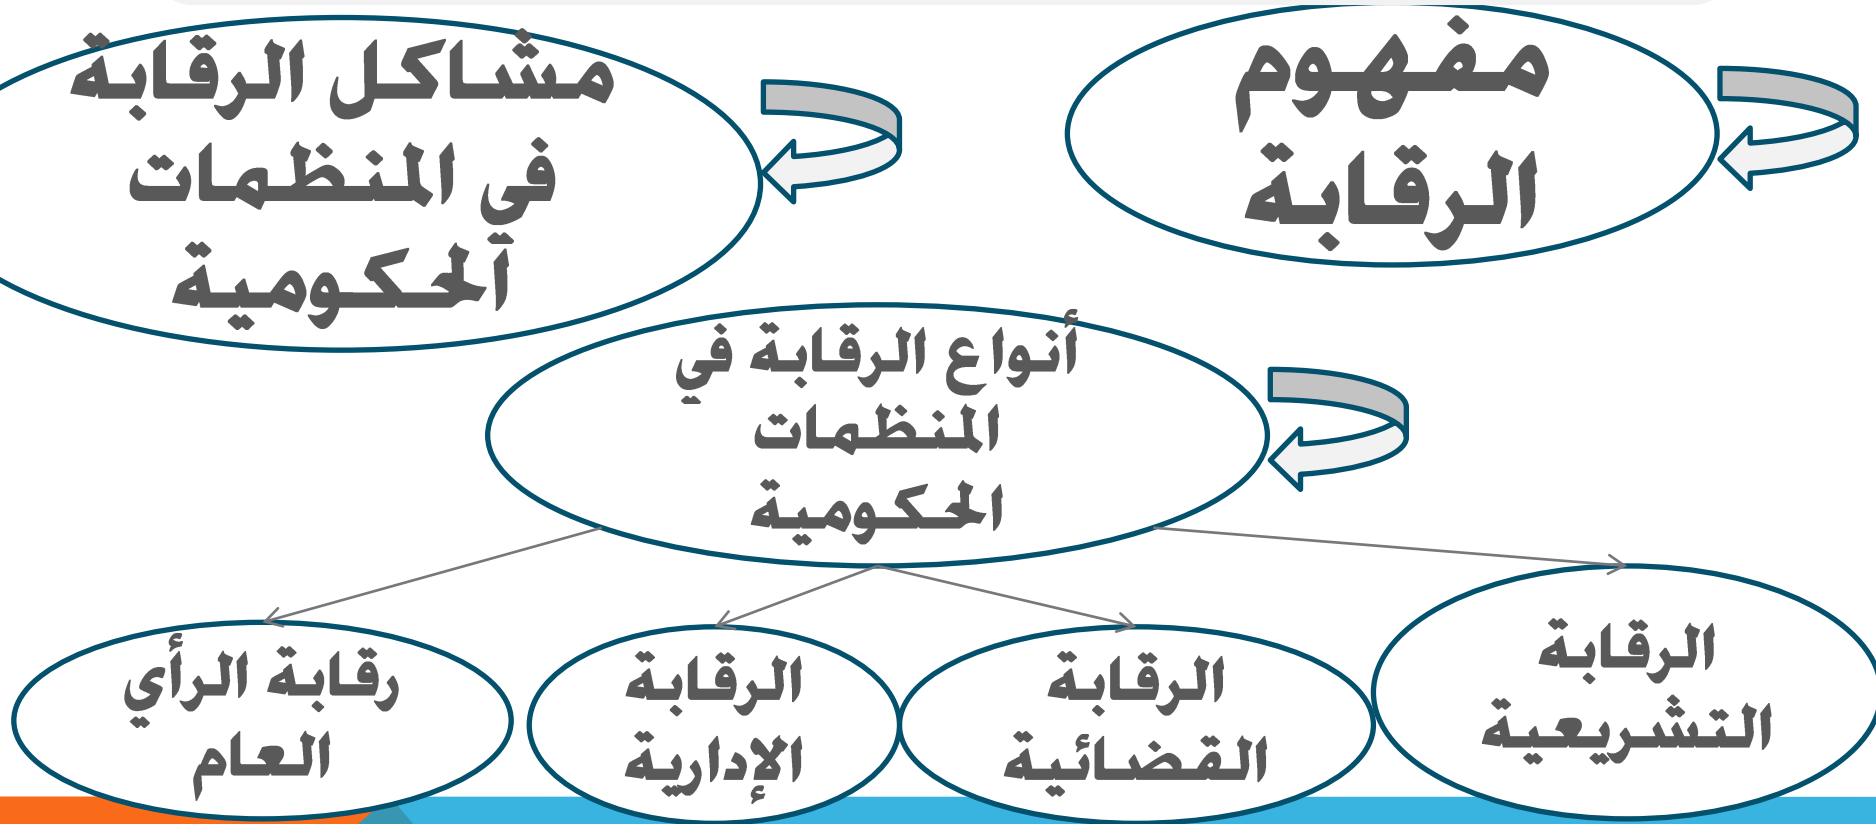 مفهوم
الرقابة
مشاكل الرقابة
في المنظمات
الحكومية
أنواع الرقابة في
المنظمات
الحكومية
الرقابة
التشريعية
الرقابة
القضائية
الرقابة
الإدارية
رقابة الرأي
العام